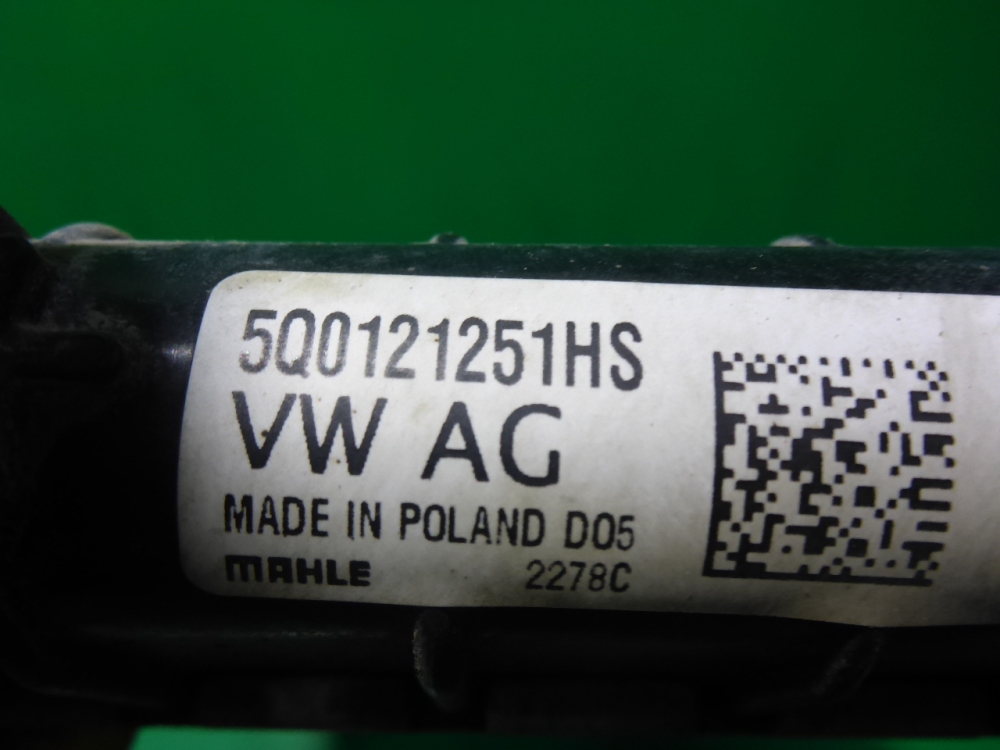 5Q0121251HS
VW AG
MADE IN POLAND D05
MAHLE 2278C